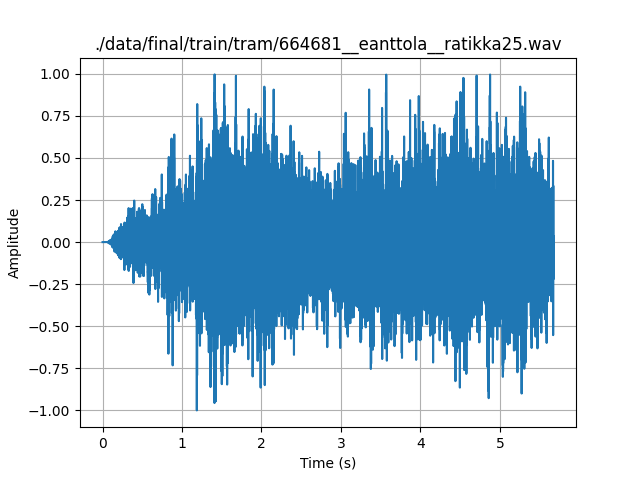 ./data/final/train/tram/664681__eanttola__ratikka25.wav
1.00
0.75
0.50
0.25
0.00
−0.25
−0.50
−0.75
−1.00
Amplitude
0 1 2 3 4 5
Time (s)